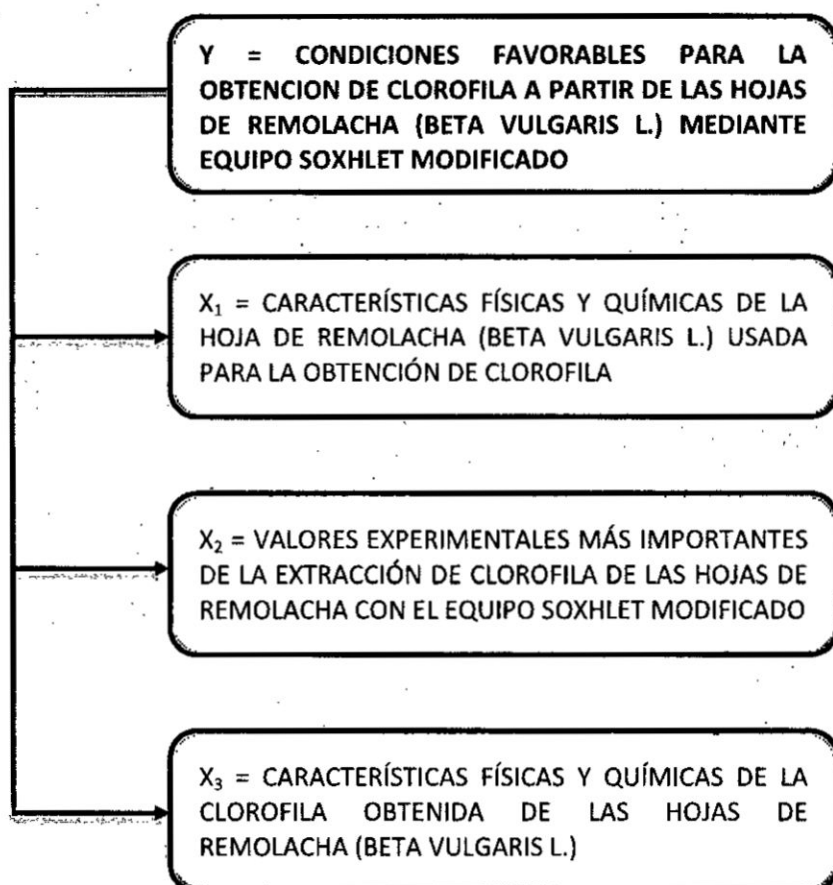 Y = CONDICIONES FAVORABLES PARA LA
OBTENCION DE CLOROFILA A PARTIR DE LAS HOJAS
DE REMOLACHA (BETA VULGARIS L.) MEDIANTE
EQUIPO SOXHLET MODIFICADO
X₁ = CARACTERÍSTICAS FÍSICAS Y QUÍMICAS DE LA
HOJA DE REMOLACHA (BETA VULGARIS L.) USADA
PARA LA OBTENCIÓN DE CLOROFILA
X₂ = VALORES EXPERIMENTALES MÁS IMPORTANTES
DE LA EXTRACCIÓN DE CLOROFILA DE LAS HOJAS DE
REMOLACHA CON EL EQUIPO SOXHLET MODIFICADO
X₃ = CARACTERÍSTICAS FÍSICAS Y QUÍMICAS DE LA
CLOROFILA OBTENIDA DE LAS HOJAS DE
REMOLACHA (BETA VULGARIS L.)